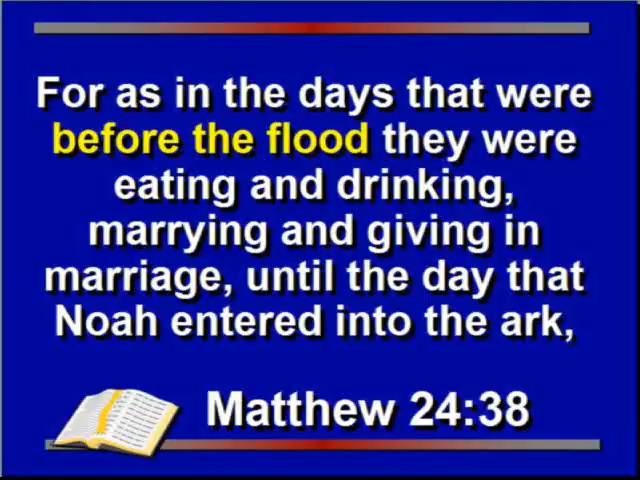 For as in the days that were
before the flood they were
eating and drinking,
marrying and giving in
marriage, until the day that
Noah entered into the ark,
Matthew 24:38